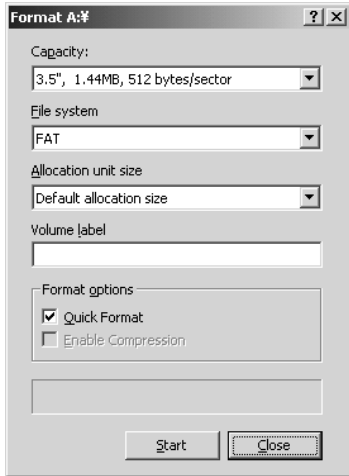 Format A:¥
? ×
Capacity:
3.5", 1.44MB, 512 bytes/sector
File system
FAT
Allocation unit size
Default allocation size
Volume label
Format options
Quick Format
Enable Compression
Start Close